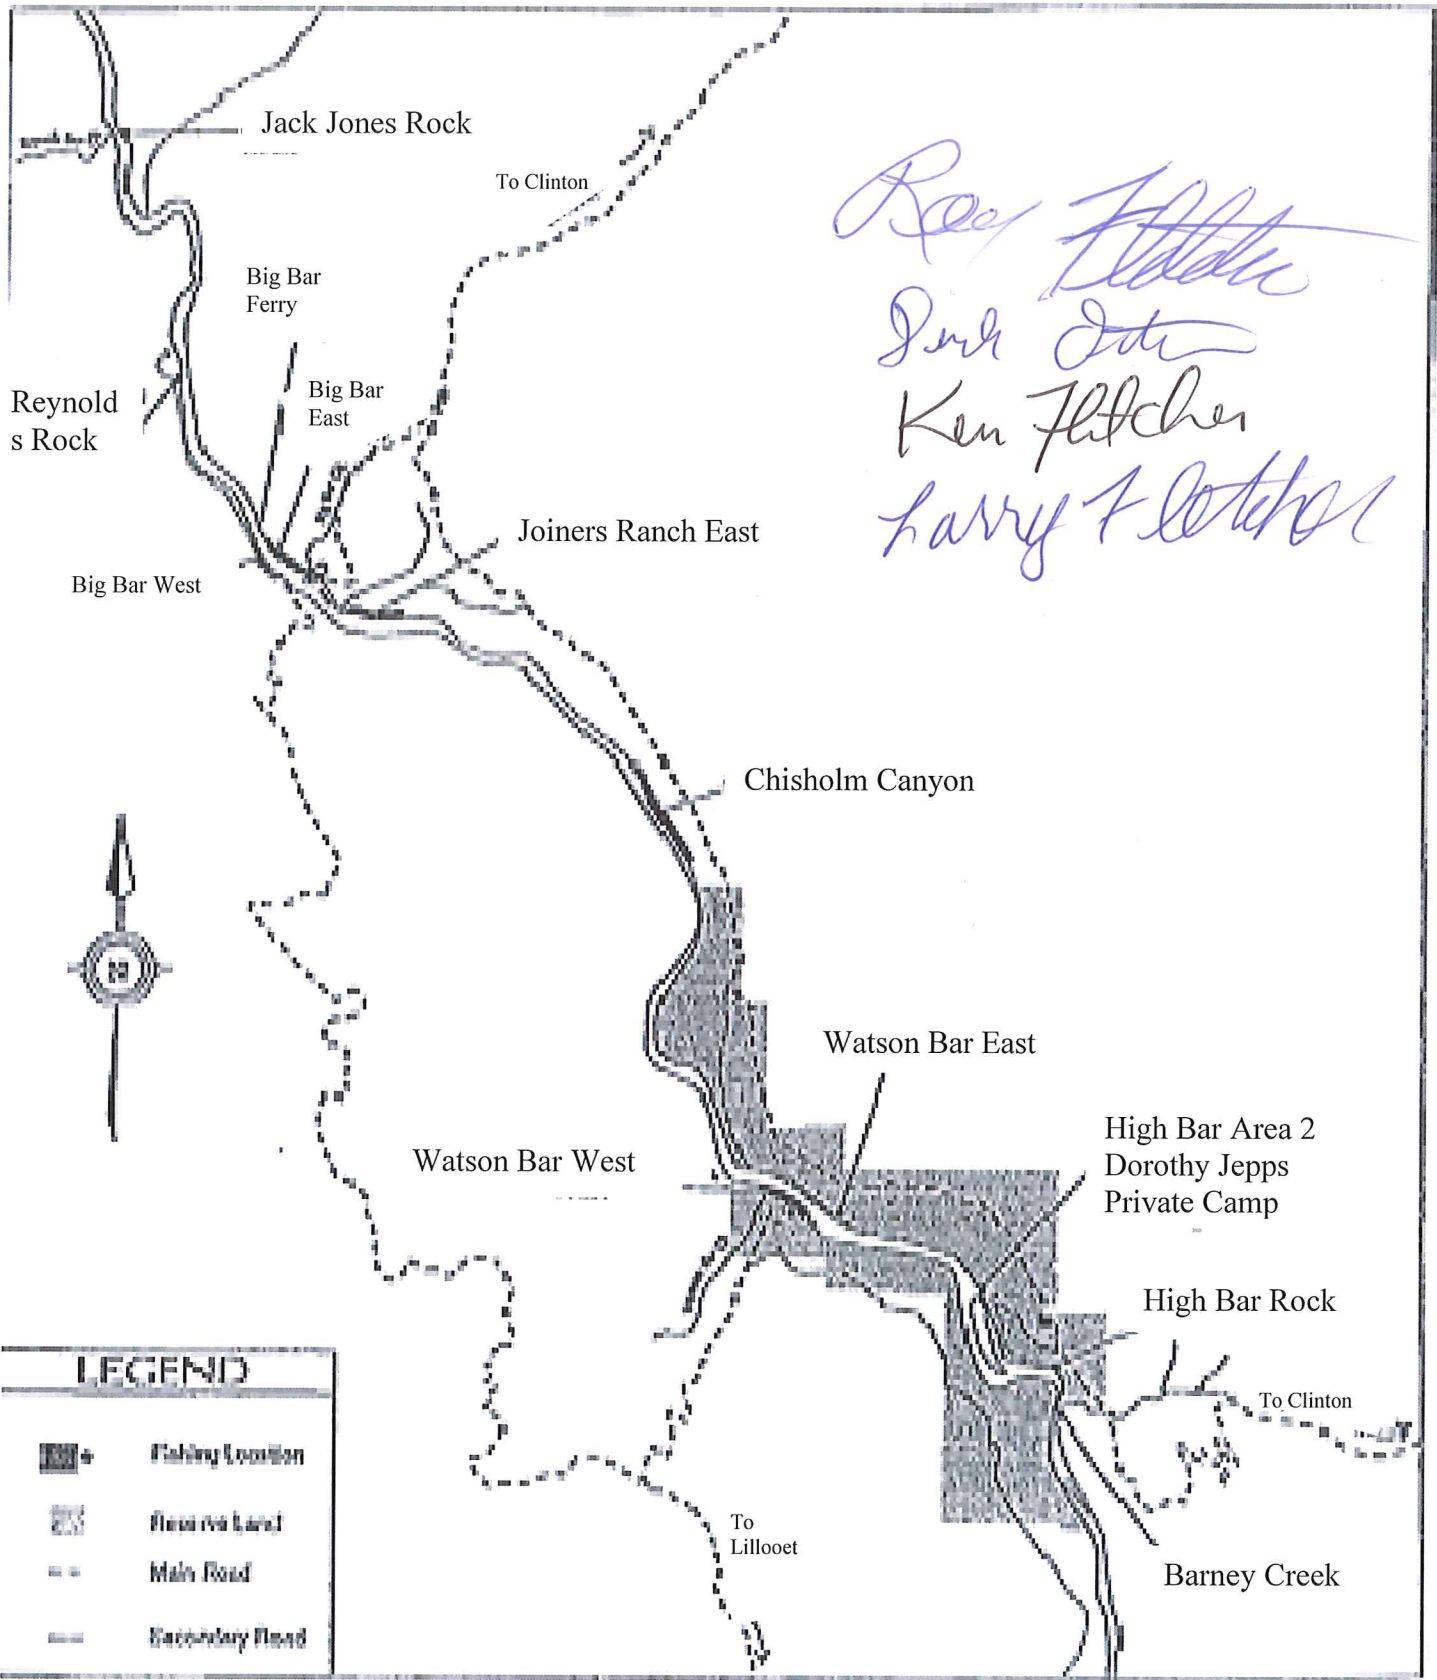 Jack Jones Rock
To Clinton
Big Bar
Ferry
Reynold
s Rock
Big Bar
East
Ken Fletcher
Larry Fletcher
Joiners Ranch East
Big Bar West
Chisholm Canyon
Watson Bar East
High Bar Area 2
Dorothy Jepps
Private Camp
Watson Bar West
High Bar Rock
To Clinton
LEGEND
Fishing Location
Reserve Land
Main Road
Secondary Road
To
Lillooet
Barney Creek